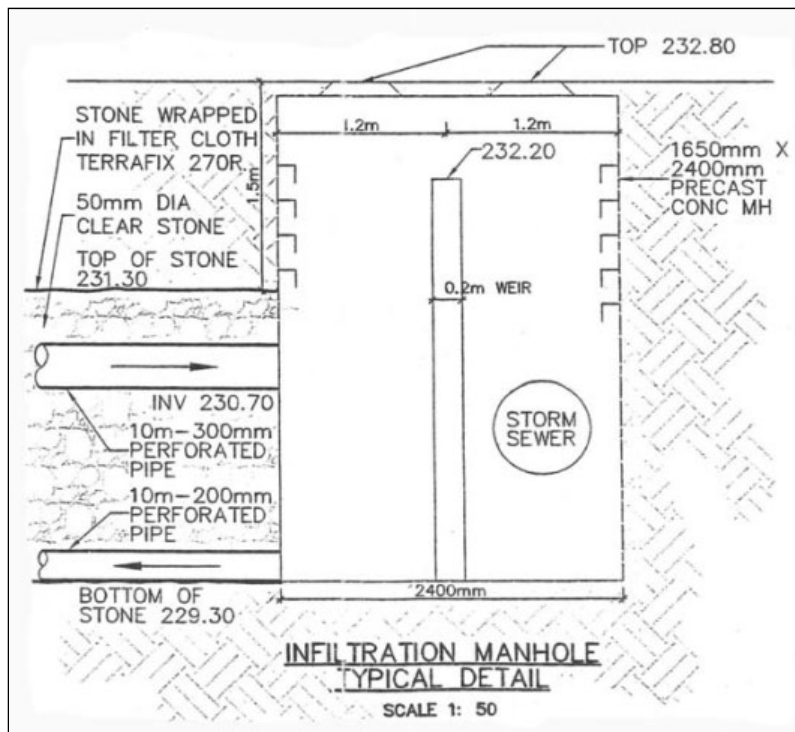 TOP 232.80
STONE WRAPPED
IN FILTER CLOTH
TERRAFIX 270R
1.5m
1.2m
1.2m
232.20
1650mm X
2400mm
PRECAST
CONC MH
50mm DIA
CLEAR STONE
TOP OF STONE
231.30
0.2m WEIR
INV 230.70
10m-300mm
PERFORATED
PIPE
STORM
SEWER
10m-200mm
PERFORATED
PIPE
BOTTOM OF
STONE 229.30
2400mm
INFILTRATION MANHOLE
TYPICAL DETAIL
SCALE 1: 50